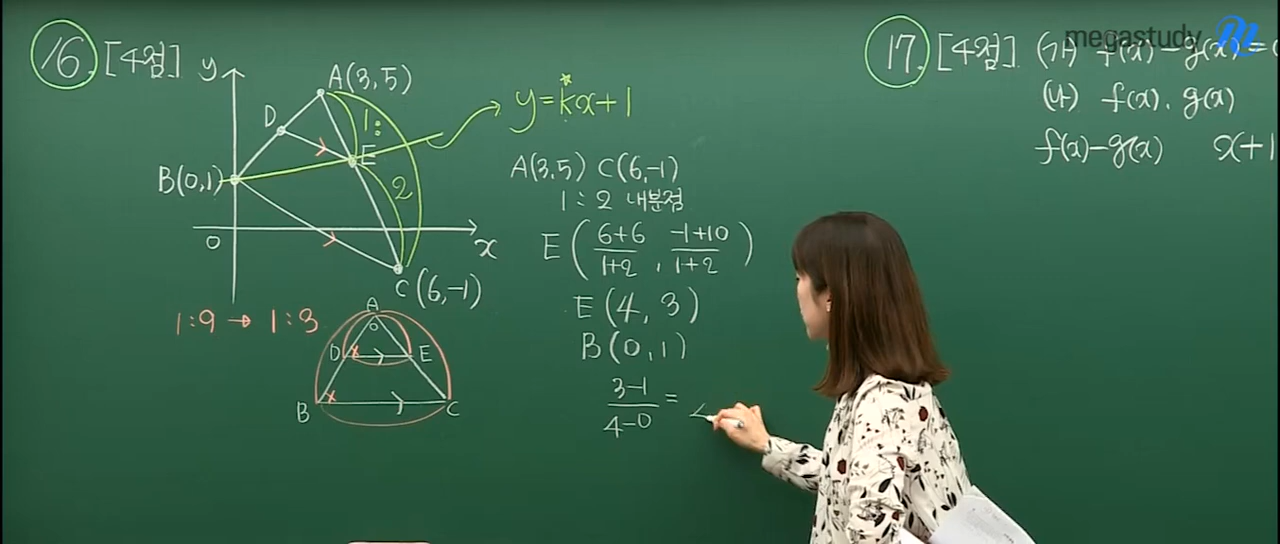 16. [4점]
y
A(3,5)
D
1:
E
2
B(0,1)
0
x
C(6,-1)
y=kx+1
1:9 → 1:3
A
D
E
B
C
A(3,5) C(6,-1)
1:2 내분점
E(6+6/1+2, -1+10/1+2)
E(4, 3)
B(0,1)
3-1/4-0 =
megastudy
17. [4점] (가) f(x)-g(x)=
(나) f(x). g(x)
f(x)-g(x) x+1